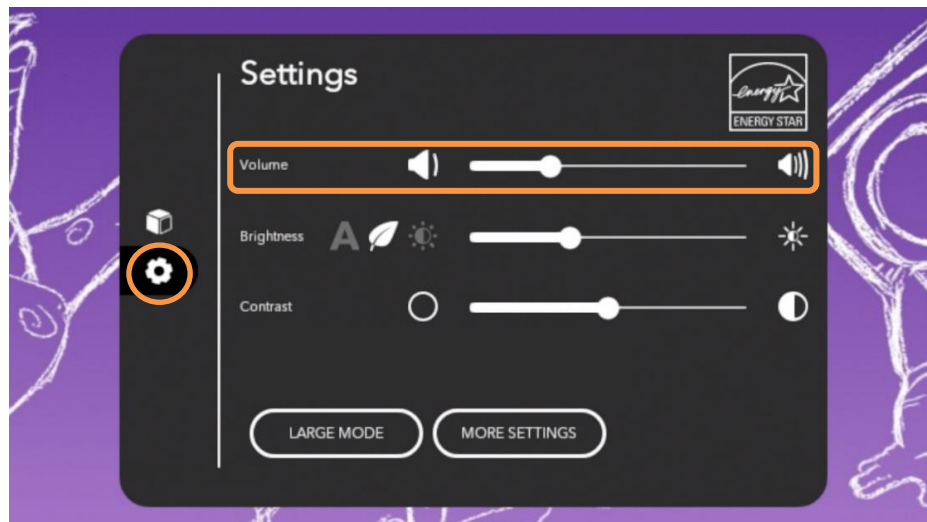 Settings
energy
ENERGY STAR
Volume
Brightness A
Contrast
LARGE MODE
MORE SETTINGS